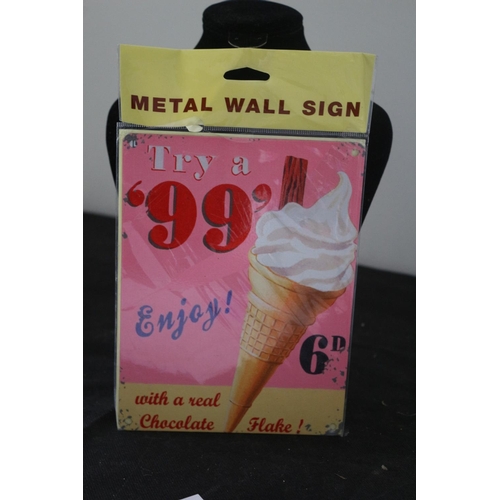 METAL WALL SIGN
Try a
'99'
Enjoy!
6D
with a real
Chocolate Flake!